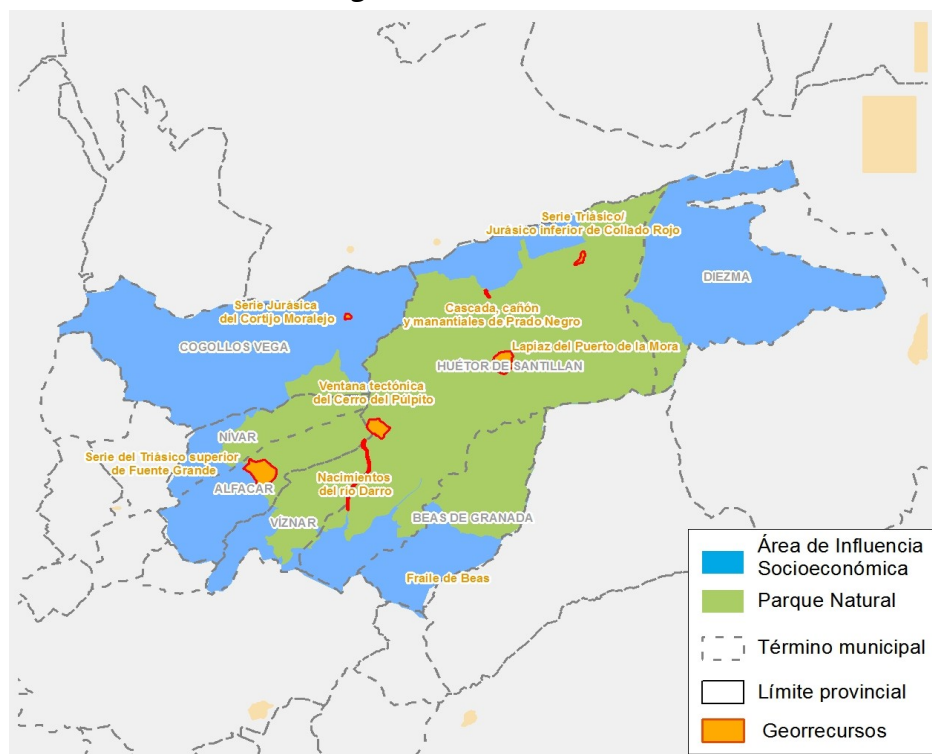 Serie Triásico/
Jurásico inferior de Collado Rojo
DIEZMA
Serie Jurásica
del Cortijo Moralejo
Cascada, cañón
y manantiales de Prado Negro
COGOLLOS VEGA
Lapiaz del Puerto de la Mora
HUÉTOR DE SANTILLAN
Ventana tectónica
del Cerro del Púlpito
NÍVAR
Serie del Triásico superior
de Fuente Grande
ALFACAR
Nacimientos
del río Darro
VÍZNAR
BEAS DE GRANADA
Fraile de Beas
Área de Influencia
Socioeconómica
Parque Natural
Término municipal
Límite provincial
Georrecursos